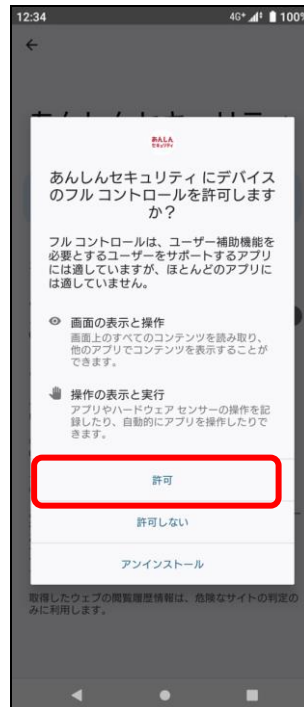 12:34
4G+ 100%
あんしん
セキュリティ
あんしんセキュリティ にデバイス
のフル コントロールを許可します
か？
フル コントロールは、ユーザー補助機能を
必要とするユーザーをサポートするアプリ
には適していますが、ほとんどのアプリに
は適していません。
画面の表示と操作
画面上のすべてのコンテンツを読み取り、
他のアプリでコンテンツを表示することが
できます。
操作の表示と実行
アプリやハードウェア センサーの操作を記
録したり、自動的にアプリを操作したりで
きます。
許可
許可しない
アンインストール
取得したウェブの閲覧履歴情報は、危険なサイトの判定の
みに利用します。